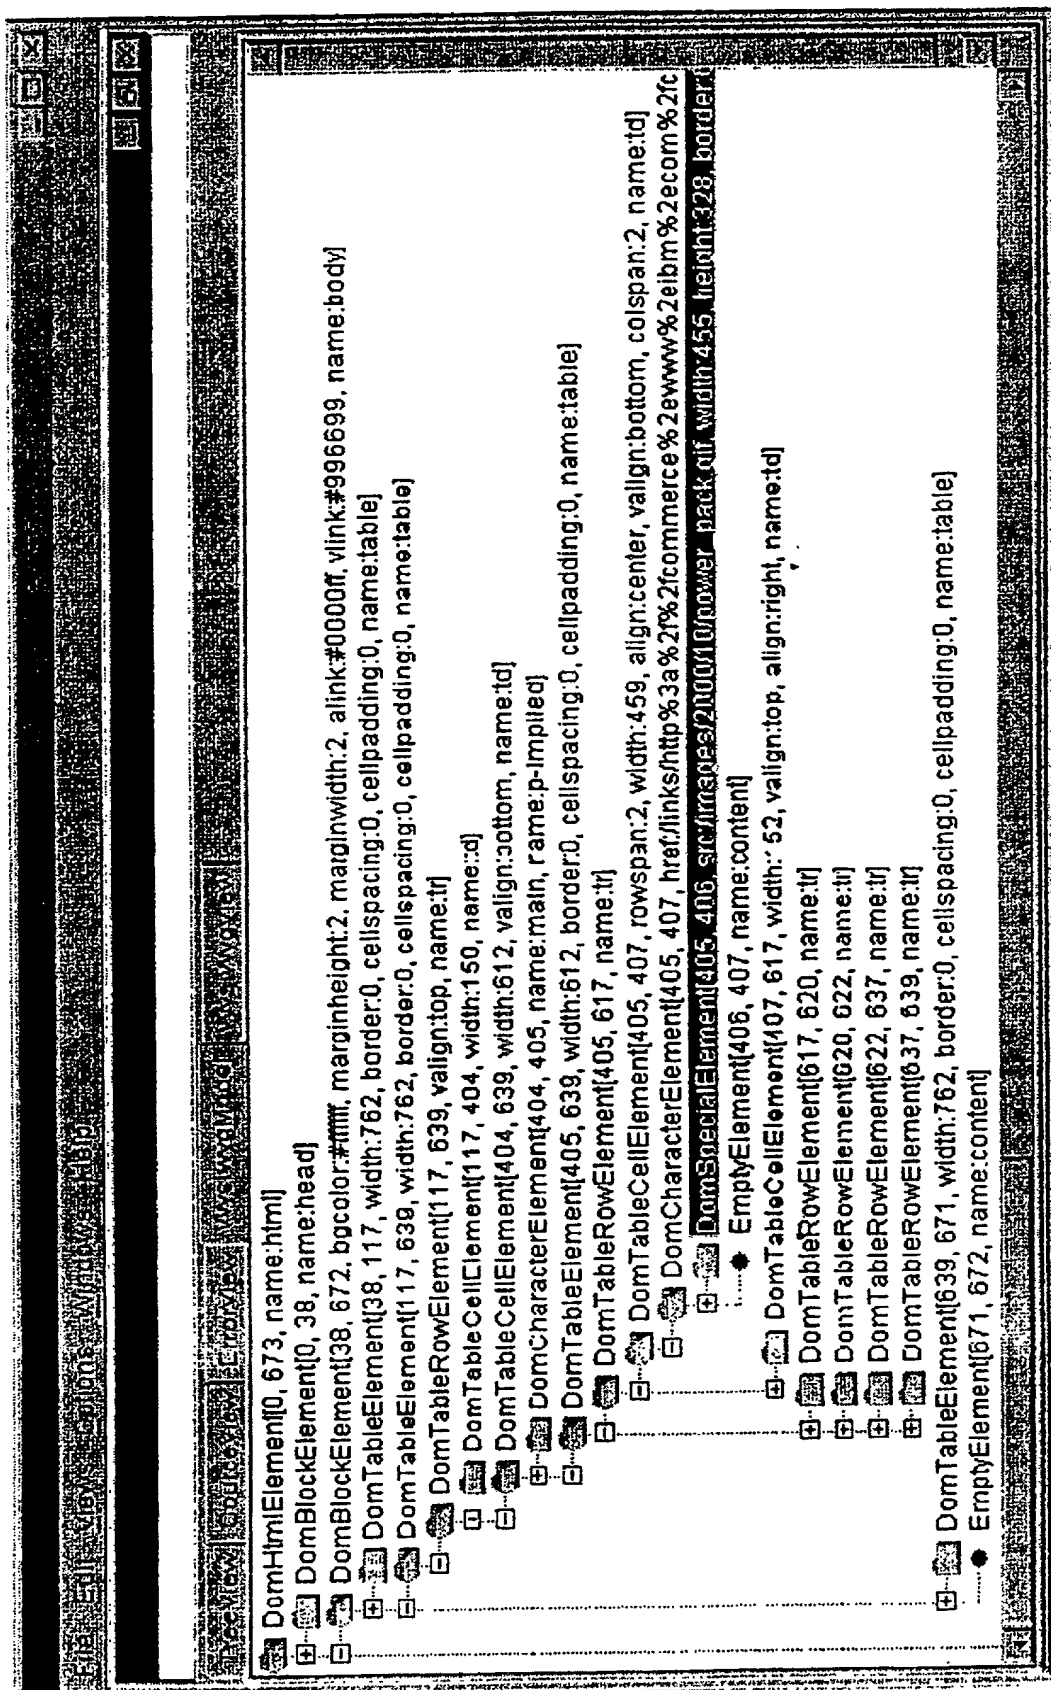 File Edit Views Options Windows Help
TreeView SourceView ErrorView
DomHtmlElement[0, 673, name:html]
DomBlockElement[0, 38, name:head]
DomBlockElement[38, 672, bgcolor:#ffffff, marginheight:2, marginwidth:2, alink:#0000ff, vlink:#996699, name:body]
DomTableElement[38, 117, width:762, border:0, cellspacing:0, cellpadding:0, name:table]
DomTableElement[117, 639, width:762, border:0, cellspacing:0, cellpadding:0, name:table]
DomTableRowElement[117, 639, valign:top, name:tr]
DomTableCellElement[117, 404, width:150, name:td]
DomTableCellElement[404, 639, width:612, valign:bottom, name:td]
DomCharacterElement[404, 405, name:main, name:p-implied]
DomTableElement[405, 639, width:612, border:0, cellspacing:0, cellpadding:0, name:table]
DomTableRowElement[405, 617, name:tr]
DomTableCellElement[405, 407, rowspan:2, width:459, align:center, valign:bottom, colspan:2, name:td]
DomCharacterElement[405, 407, href:/links/http%3a%2f%2fcommerce%2ewww%2eibm%2ecom%2fc
DomSpecialElement[405, 406, src:/images/2000/10/power_pack.gif, width:455, height:328, border:
EmptyElement[406, 407, name:content]
DomTableCellElement[407, 617, width:152, valign:top, align:right, name:td]
DomTableRowElement[617, 620, name:tr]
DomTableRowElement[620, 622, name:tr]
DomTableRowElement[622, 637, name:tr]
DomTableRowElement[637, 639, name:tr]
DomTableElement[639, 671, width:762, border:0, cellspacing:0, cellpadding:0, name:table]
EmptyElement[671, 672, name:content]